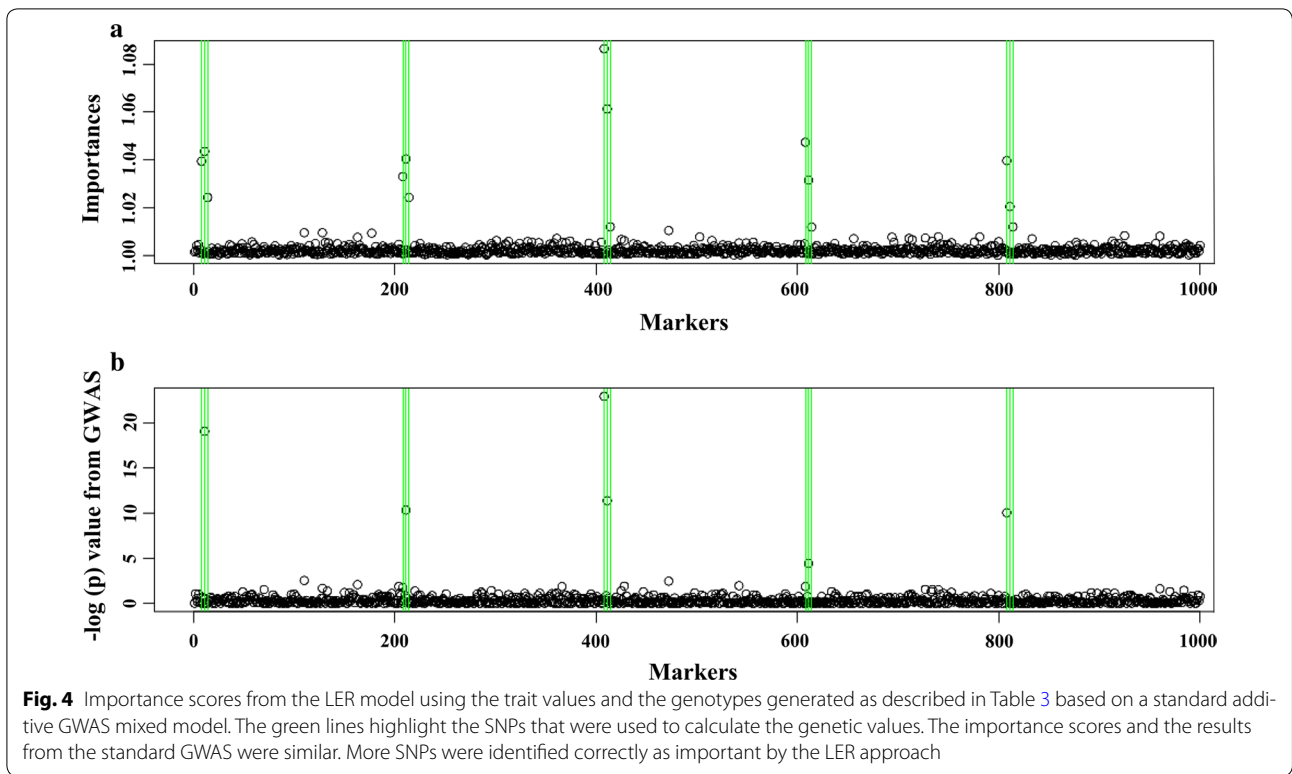 a
1.08
1.06
1.04
1.02
1.00
Importances
0
200
400
600
800
1000
Markers
b
20
15
10
5
0
-log (p) value from GWAS
0
200
400
600
800
1000
Markers
Fig. 4 Importance scores from the LER model using the trait values and the genotypes generated as described in Table 3 based on a standard addi-
tive GWAS mixed model. The green lines highlight the SNPs that were used to calculate the genetic values. The importance scores and the results
from the standard GWAS were similar. More SNPs were identified correctly as important by the LER approach